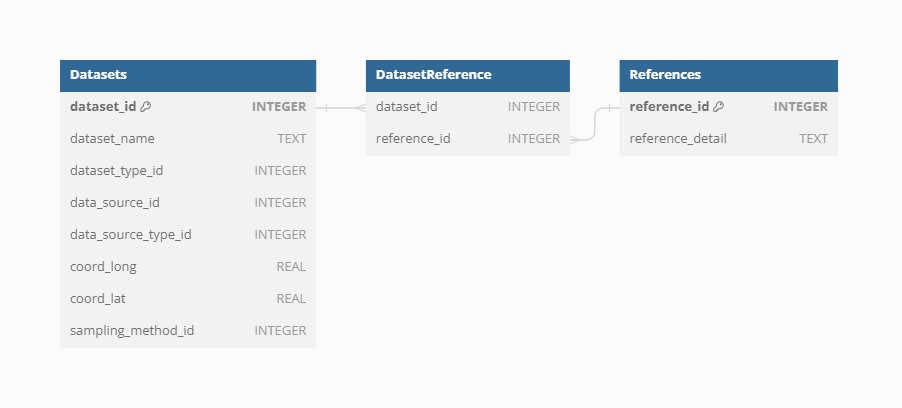 Datasets
dataset_id INTEGER
dataset_name TEXT
dataset_type_id INTEGER
data_source_id INTEGER
data_source_type_id INTEGER
coord_long REAL
coord_lat REAL
sampling_method_id INTEGER
DatasetReference
dataset_id INTEGER
reference_id INTEGER
References
reference_id INTEGER
reference_detail TEXT